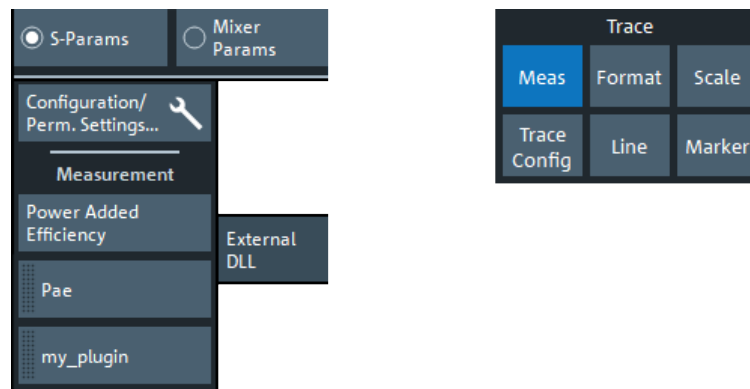 S-Params
Mixer
Params
Configuration/
Perm. Settings...
Measurement
Power Added
Efficiency
External
DLL
Pae
my_plugin
Trace
Meas
Format
Scale
Trace
Config
Line
Marker